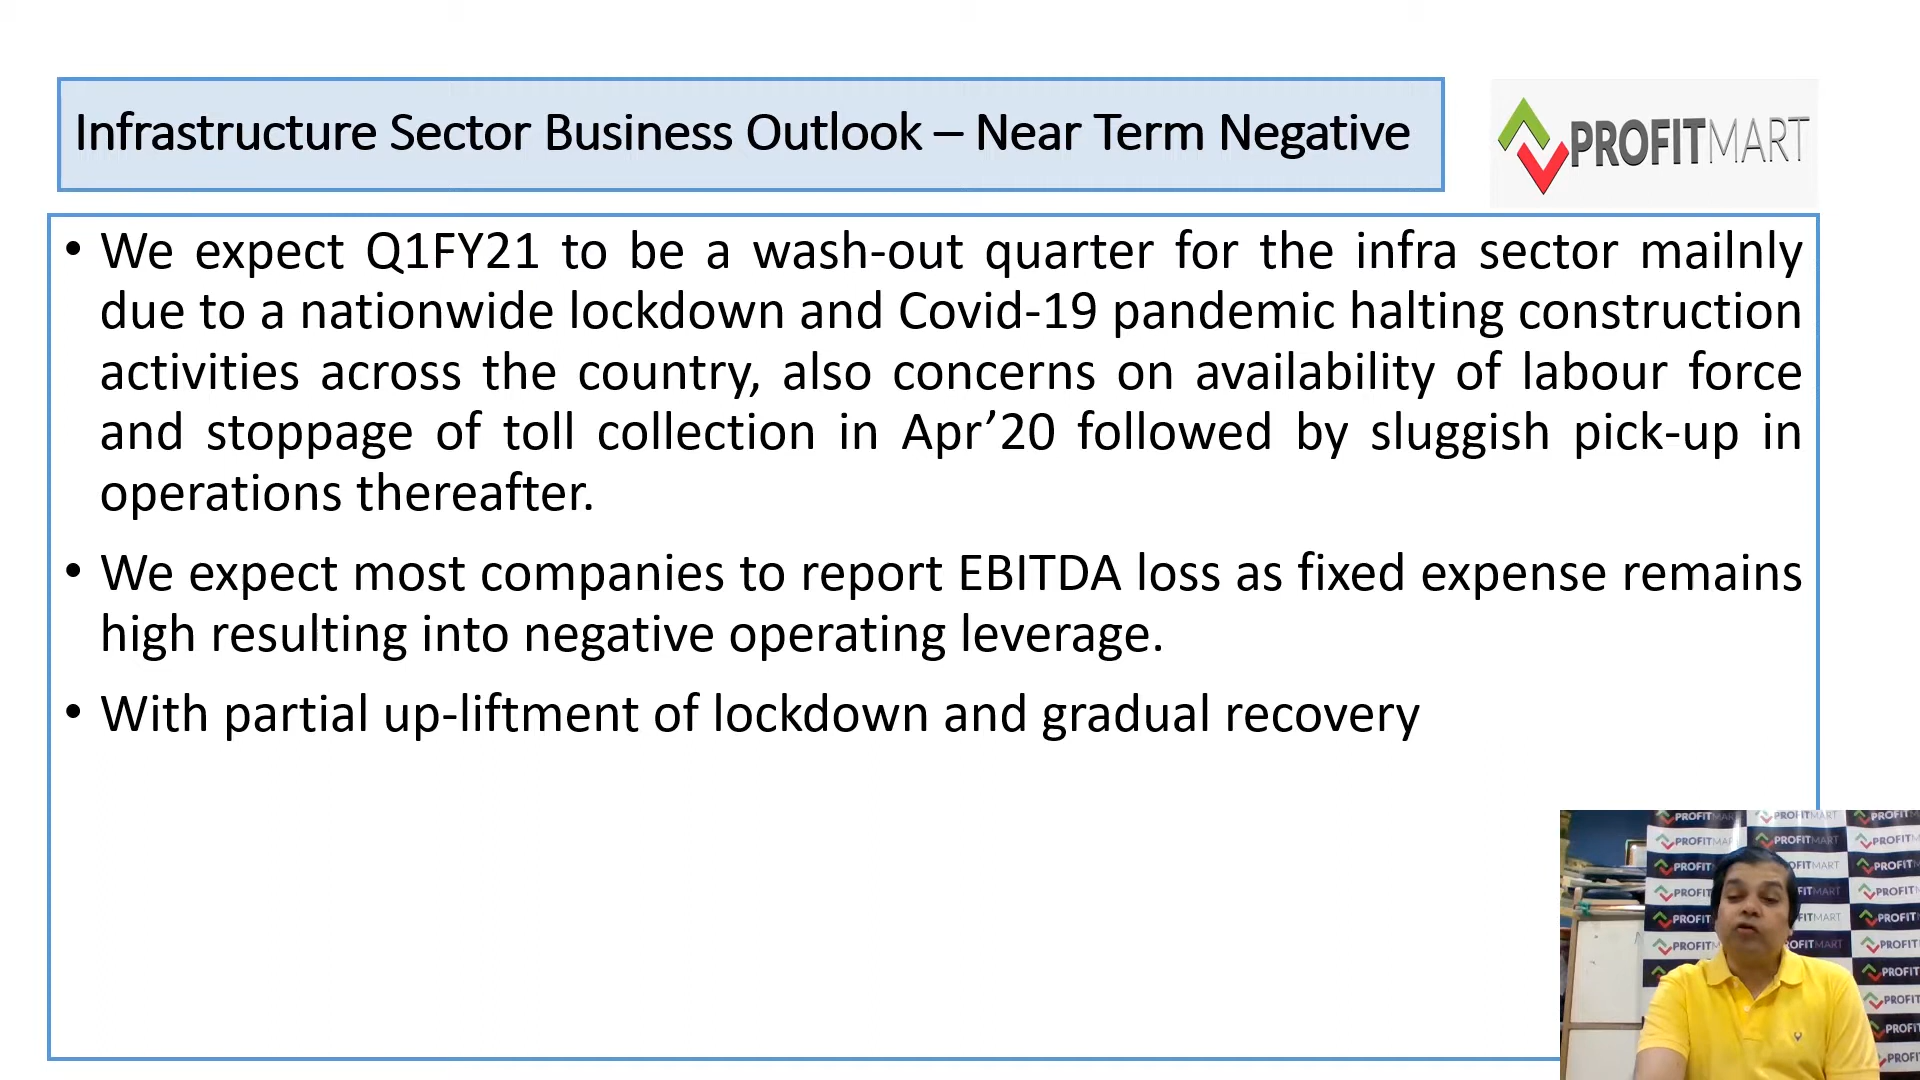 Infrastructure Sector Business Outlook – Near Term Negative
PROFITMART
• We expect Q1FY21 to be a wash-out quarter for the infra sector mailnly
due to a nationwide lockdown and Covid-19 pandemic halting construction
activities across the country, also concerns on availability of labour force
and stoppage of toll collection in Apr’20 followed by sluggish pick-up in
operations thereafter.
• We expect most companies to report EBITDA loss as fixed expense remains
high resulting into negative operating leverage.
• With partial up-liftment of lockdown and gradual recovery